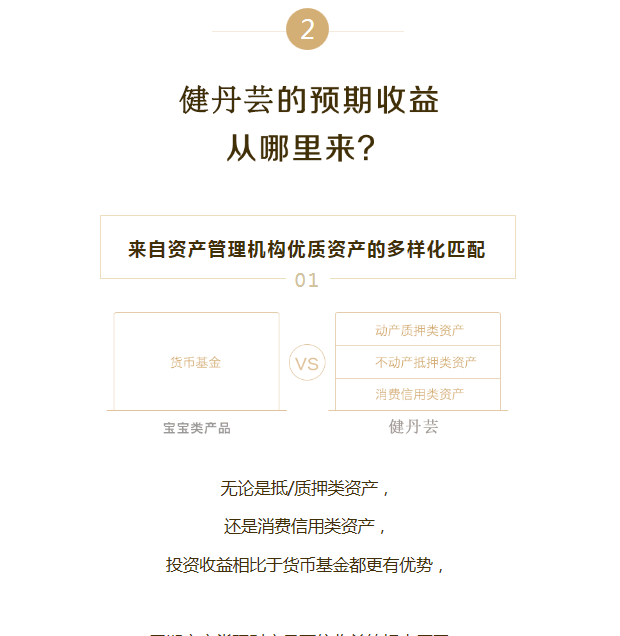 2
健丹芸的预期收益
从哪里来？
来自资产管理机构优质资产的多样化匹配
01
货币基金
VS
动产质押类资产
不动产抵押类资产
消费信用类资产
宝宝类产品
健丹芸
无论是抵/质押类资产，
还是消费信用类资产，
投资收益相比于货币基金都更有优势，